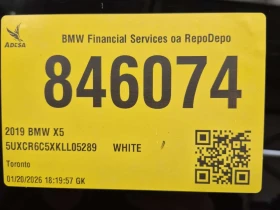 ADESA
BMW Financial Services oa RepoDepo
846074
2019 BMW X5
5UXCR6C5XKLL05289 WHITE
Toronto
01/20/2026 18:19:57 GK